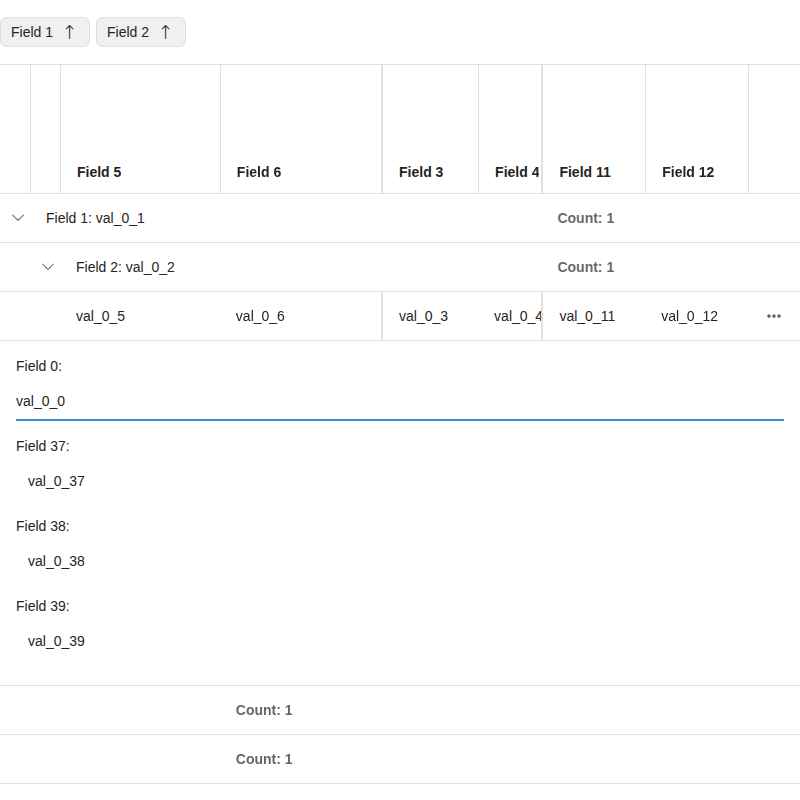 Field 1 Field 2
Field 5 Field 6 Field 3 Field 4 Field 11 Field 12
Field 1: val_0_1 Count: 1
Field 2: val_0_2 Count: 1
val_0_5 val_0_6 val_0_3 val_0_4 val_0_11 val_0_12
Field 0:
val_0_0
Field 37:
val_0_37
Field 38:
val_0_38
Field 39:
val_0_39
Count: 1
Count: 1